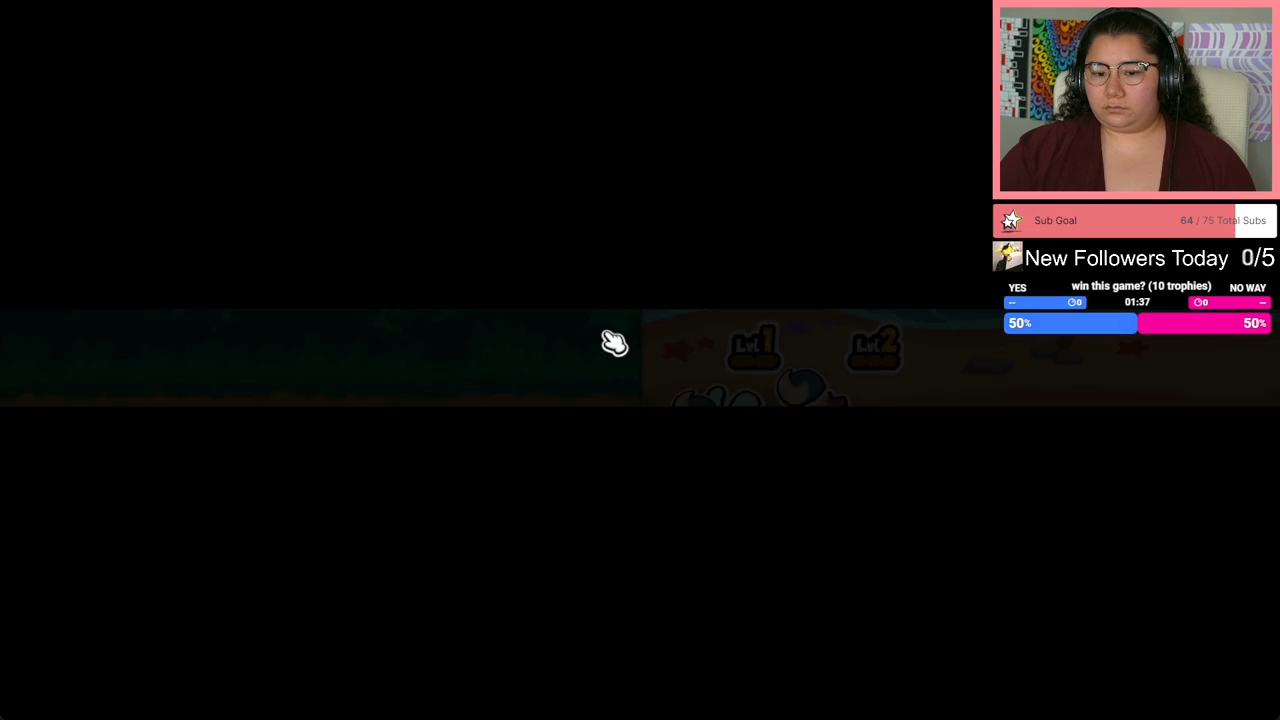 Sub Goal 64 / 75 Total Subs
New Followers Today 0/5
YES win this game? (10 trophies) NO WAY
-- 0 01:37 0 --
50% 50%
Lvl 1 Lvl 2